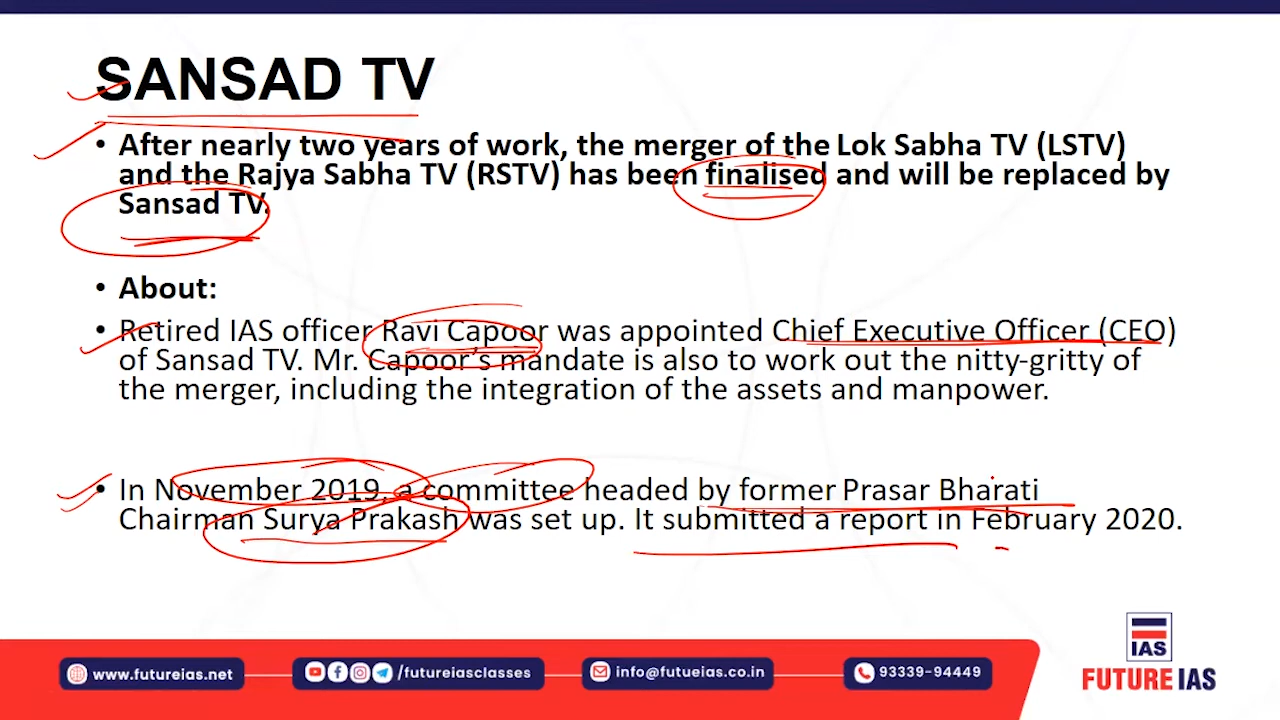 SANSAD TV
• After nearly two years of work, the merger of the Lok Sabha TV (LSTV)
and the Rajya Sabha TV (RSTV) has been finalised and will be replaced by
Sansad TV.
• About:
• Retired IAS officer Ravi Capoor was appointed Chief Executive Officer (CEO)
of Sansad TV. Mr. Capoor's mandate is also to work out the nitty-gritty of
the merger, including the integration of the assets and manpower.
• In November 2019, a committee headed by former Prasar Bharati
Chairman Surya Prakash was set up. It submitted a report in February 2020.
IAS
FUTURE IAS
www.futureias.net
/futureiasclasses
info@futueias.co.in
93339-94449